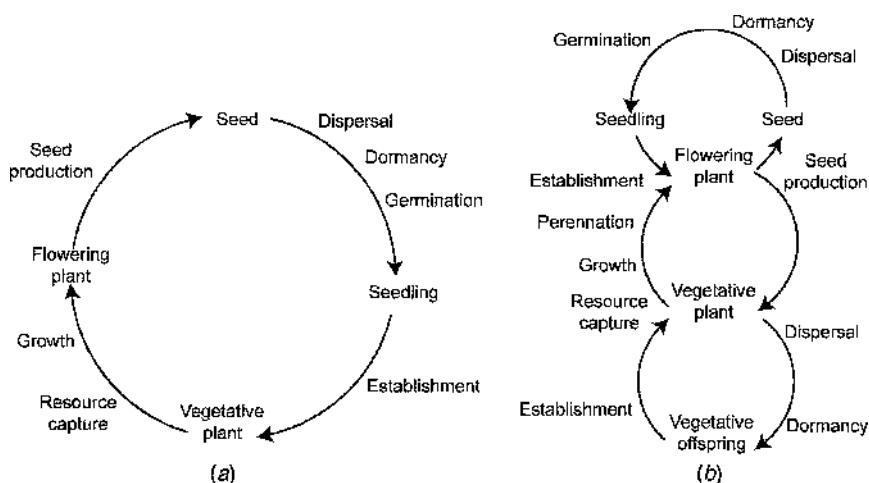 Seed
Dispersal
Dormancy
Germination
Seedling
Establishment
Vegetative
plant
Resource
capture
Growth
Flowering
plant
Seed
production
(a)
Dormancy
Germination
Dispersal
Seedling
Seed
Flowering
plant
Seed
production
Establishment
Perennation
Growth
Resource
capture
Vegetative
plant
Dispersal
Establishment
Vegetative
offspring
Dormancy
(b)